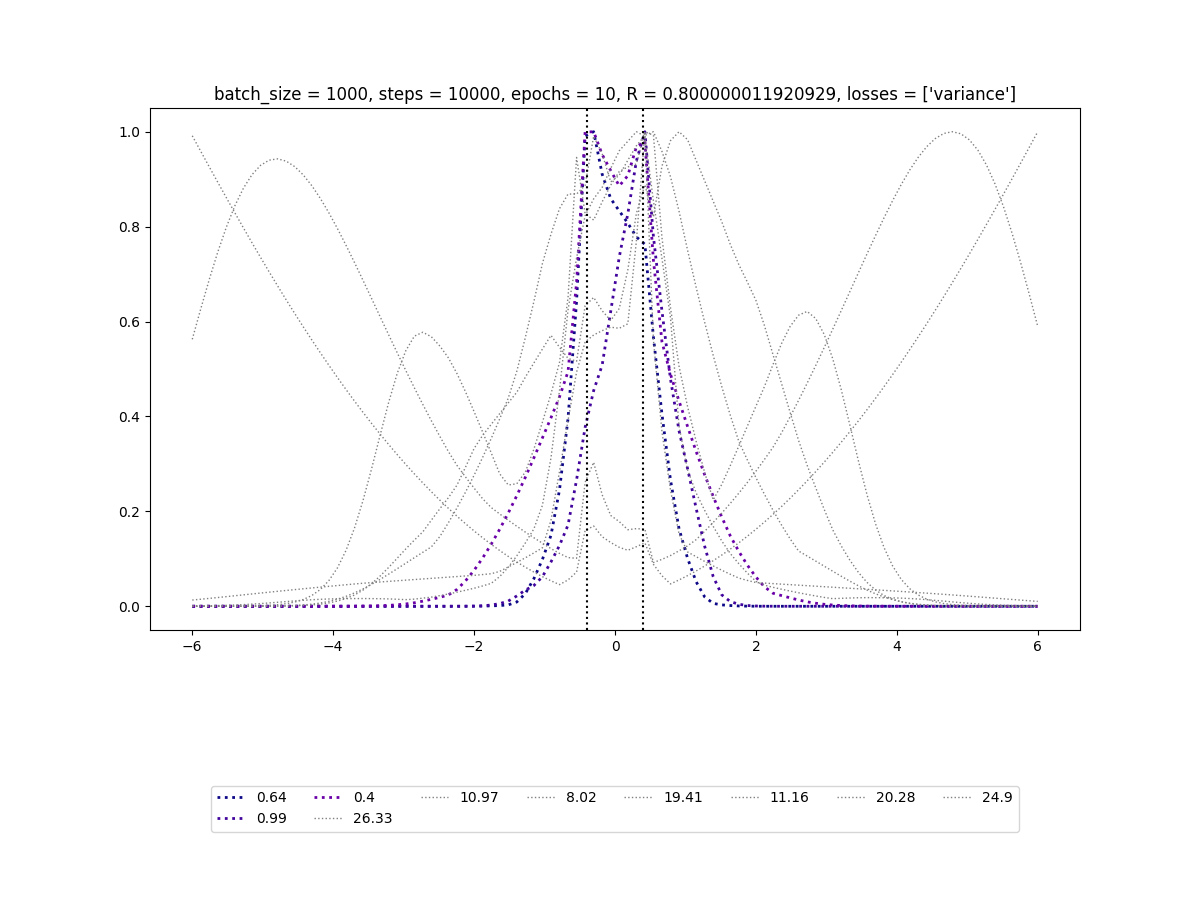 batch_size = 1000, steps = 10000, epochs = 10, R = 0.800000011920929, losses = ['variance']
1.0
0.8
0.6
0.4
0.2
0.0
−6 −4 −2 0 2 4 6
0.64 0.4 10.97 8.02 19.41 11.16 20.28 24.9
0.99 26.33